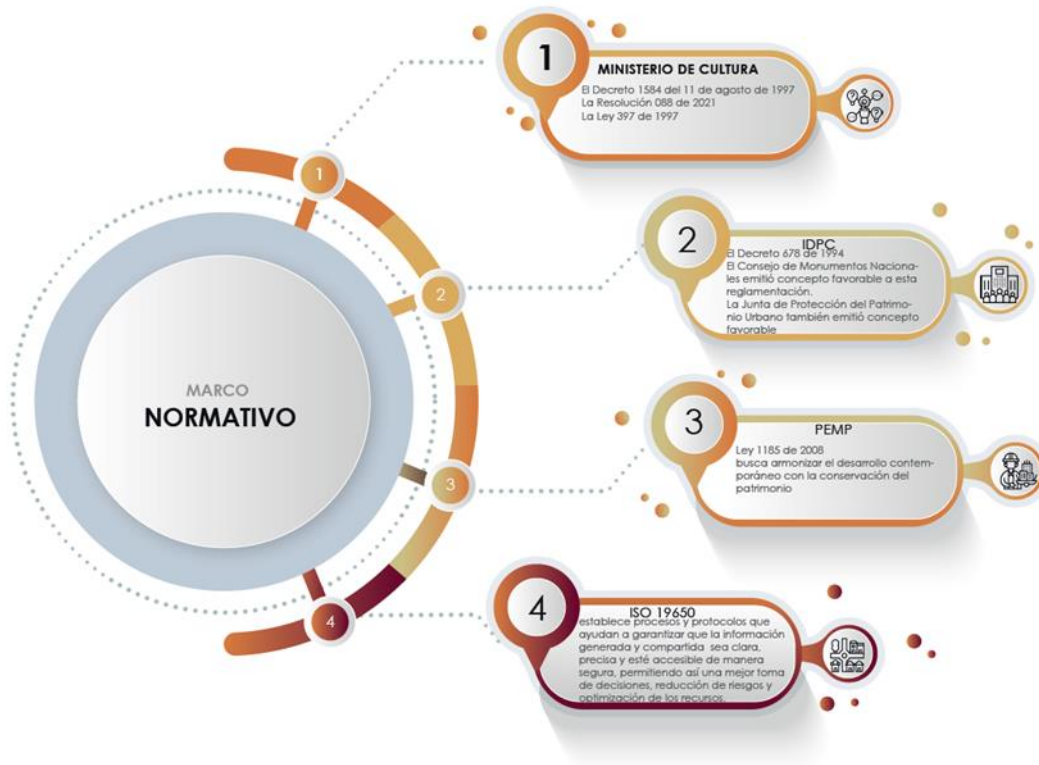 MARCO
NORMATIVO
1
2
3
4
1
MINISTERIO DE CULTURA
El Decreto 1584 del 11 de agosto de 1997
La Resolución 088 de 2021
La Ley 397 de 1997
2
IDPC
El Decreto 678 de 1994
El Consejo de Monumentos Naciona-
les emitió concepto favorable a esta
reglamentación.
La Junta de Protección del Patrimo-
nio Urbano también emitió concepto
favorable
3
PEMP
Ley 1185 de 2008
busca armonizar el desarrollo contem-
poráneo con la conservación del
patrimonio
4
ISO 19650
establece procesos y protocolos que
ayudan a garantizar que la información
generada y compartida sea clara,
precisa y esté accesible de manera
segura, permitiendo así una mejor toma
de decisiones, reducción de riesgos y
optimización de los recursos.